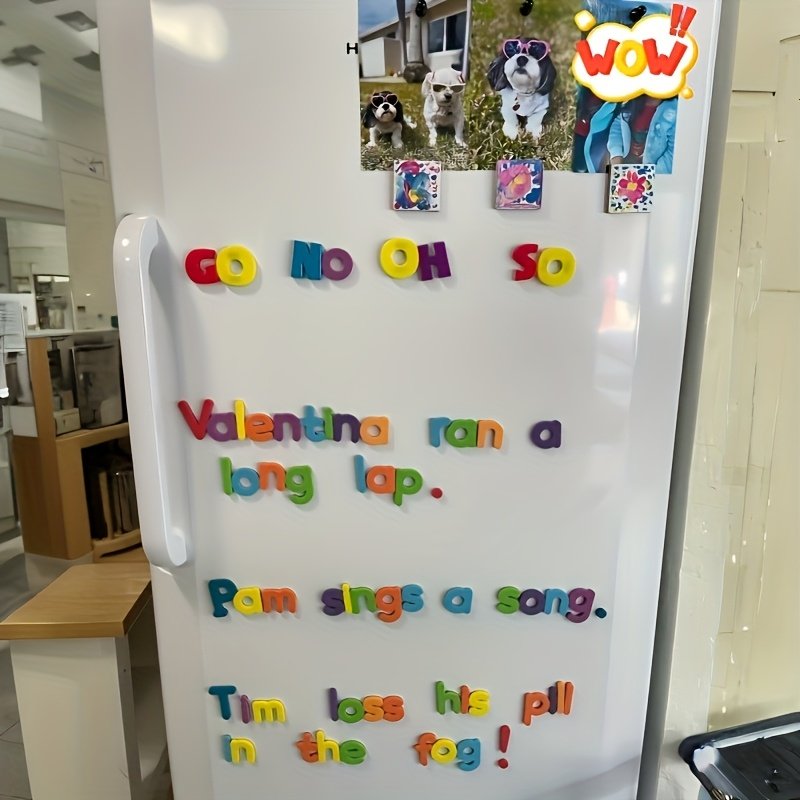 H
WOW!!
GO NO OH SO
Valentina ran a
long lap.
Pam sings a song.
Tim loss his pill
in the fog!